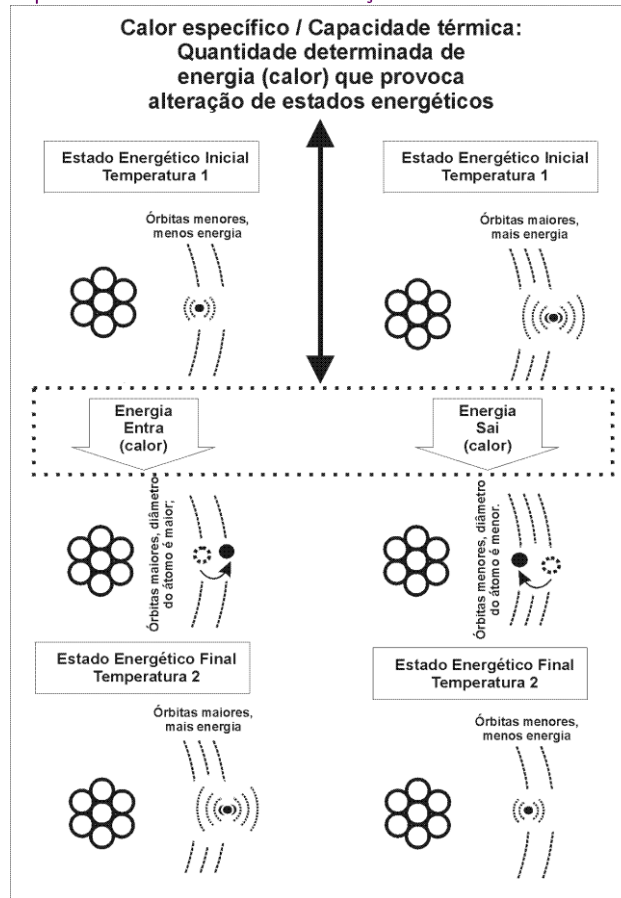 Calor específico / Capacidade térmica:
Quantidade determinada de
energia (calor) que provoca
alteração de estados energéticos
Estado Energético Inicial
Temperatura 1
Estado Energético Inicial
Temperatura 1
Órbitas menores,
menos energia
Órbitas maiores,
mais energia
Energia
Entra
(calor)
Energia
Sai
(calor)
Órbitas maiores, diâmetro
do átomo é maior;
Órbitas menores, diâmetro
do átomo é menor.
Estado Energético Final
Temperatura 2
Estado Energético Final
Temperatura 2
Órbitas maiores,
mais energia
Órbitas menores,
menos energia